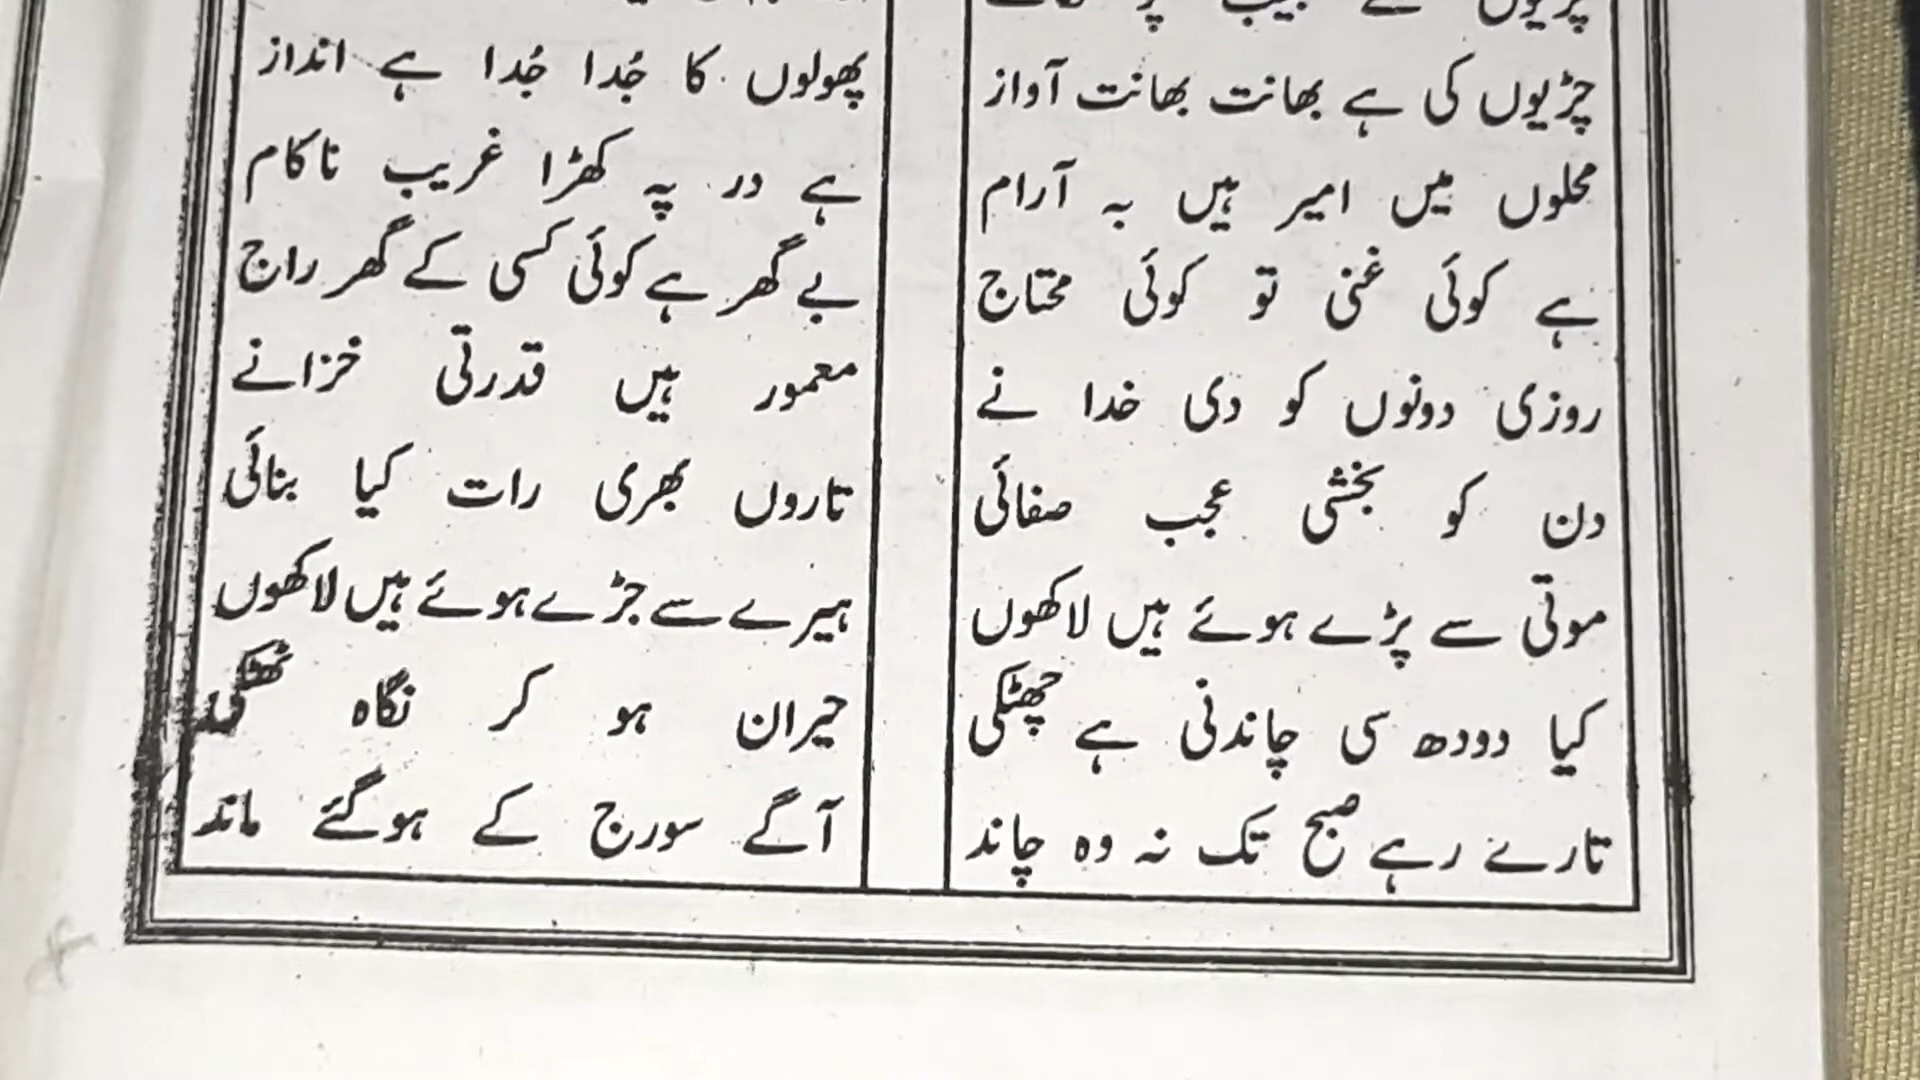 چڑیوں کی ہے بھانت بھانت آواز
پھولوں کا جُدا جُدا ہے انداز
محلوں میں امیر ہیں بہ آرام
ہے در پہ کھڑا غریب ناکام
ہے کوئی غنی تو کوئی محتاج
بے گھر ہے کوئی کسی کے گھر راج
روزی دونوں کو دی خدا نے
معمور ہیں قدرتی خزانے
دن کو بخشی عجب صفائی
تاروں بھری رات کیا بنائی
موتی سے پڑے ہوئے ہیں لاکھوں
ہیرے سے جڑے ہوئے ہیں لاکھوں
کیا دودھ سی چاندنی ہے چھٹکی
حیران ہو کر نگاہ
تارے رہے صبح تک نہ وہ چاند
آگے سورج کے ہوگئے ماند